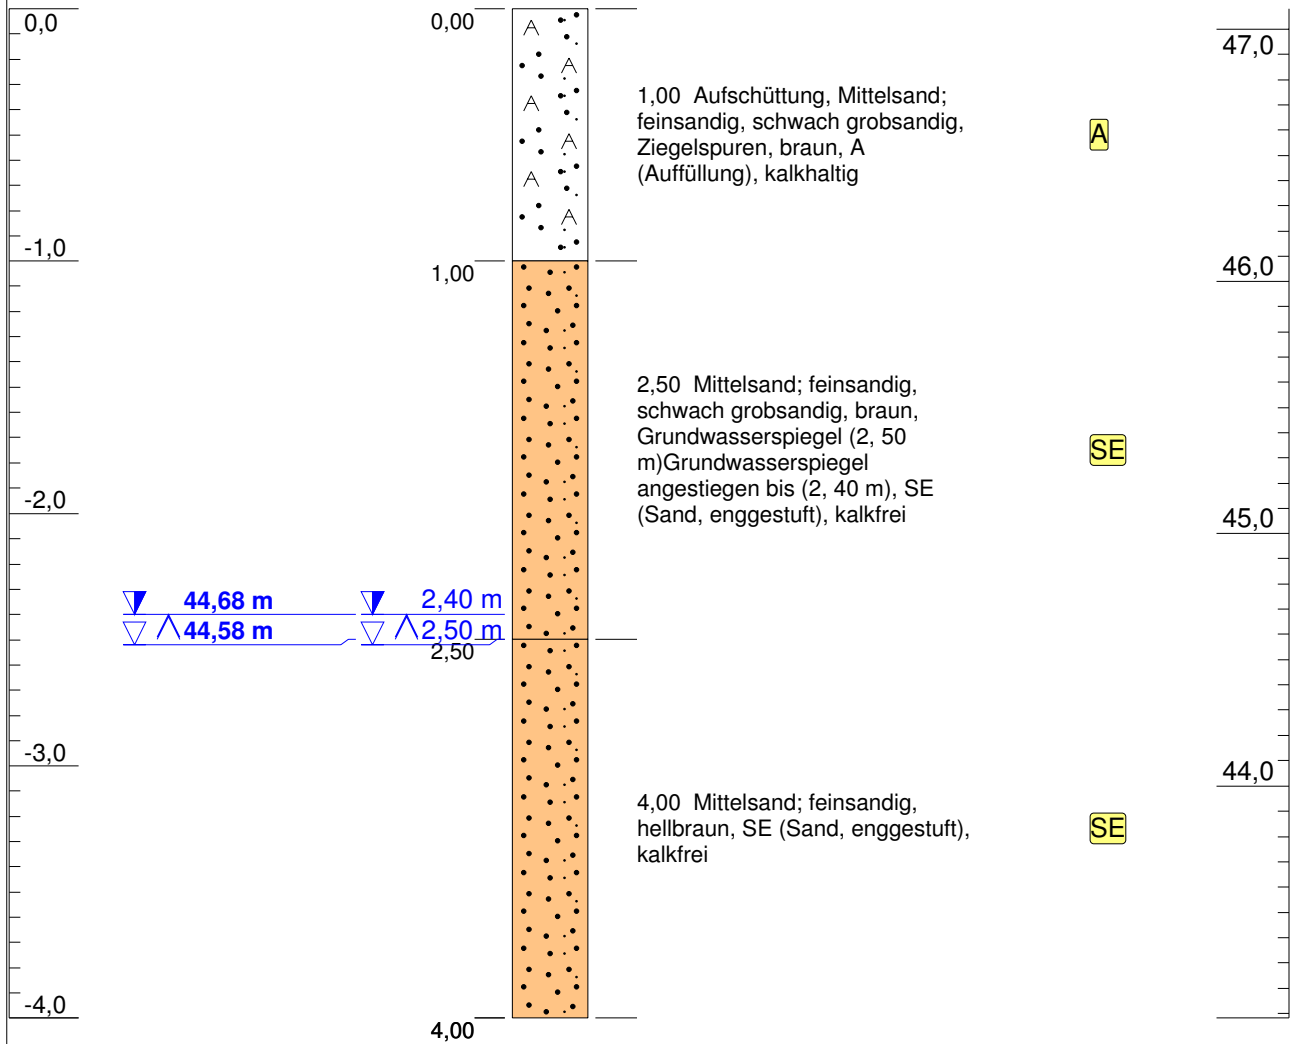 0,0
0,00
47,0
1,00 Aufschüttung, Mittelsand;
feinsandig, schwach grobsandig,
Ziegelspuren, braun, A
(Auffüllung), kalkhaltig
A
A
A
A
A
A
A
-1,0
1,00
46,0
2,50 Mittelsand; feinsandig,
schwach grobsandig, braun,
Grundwasserspiegel (2, 50
m)Grundwasserspiegel
angestiegen bis (2, 40 m), SE
(Sand, enggestuft), kalkfrei
SE
-2,0
45,0
44,68 m
2,40 m
44,58 m
2,50 m
2,50
-3,0
44,0
4,00 Mittelsand; feinsandig,
hellbraun, SE (Sand, enggestuft),
kalkfrei
SE
-4,0
4,00